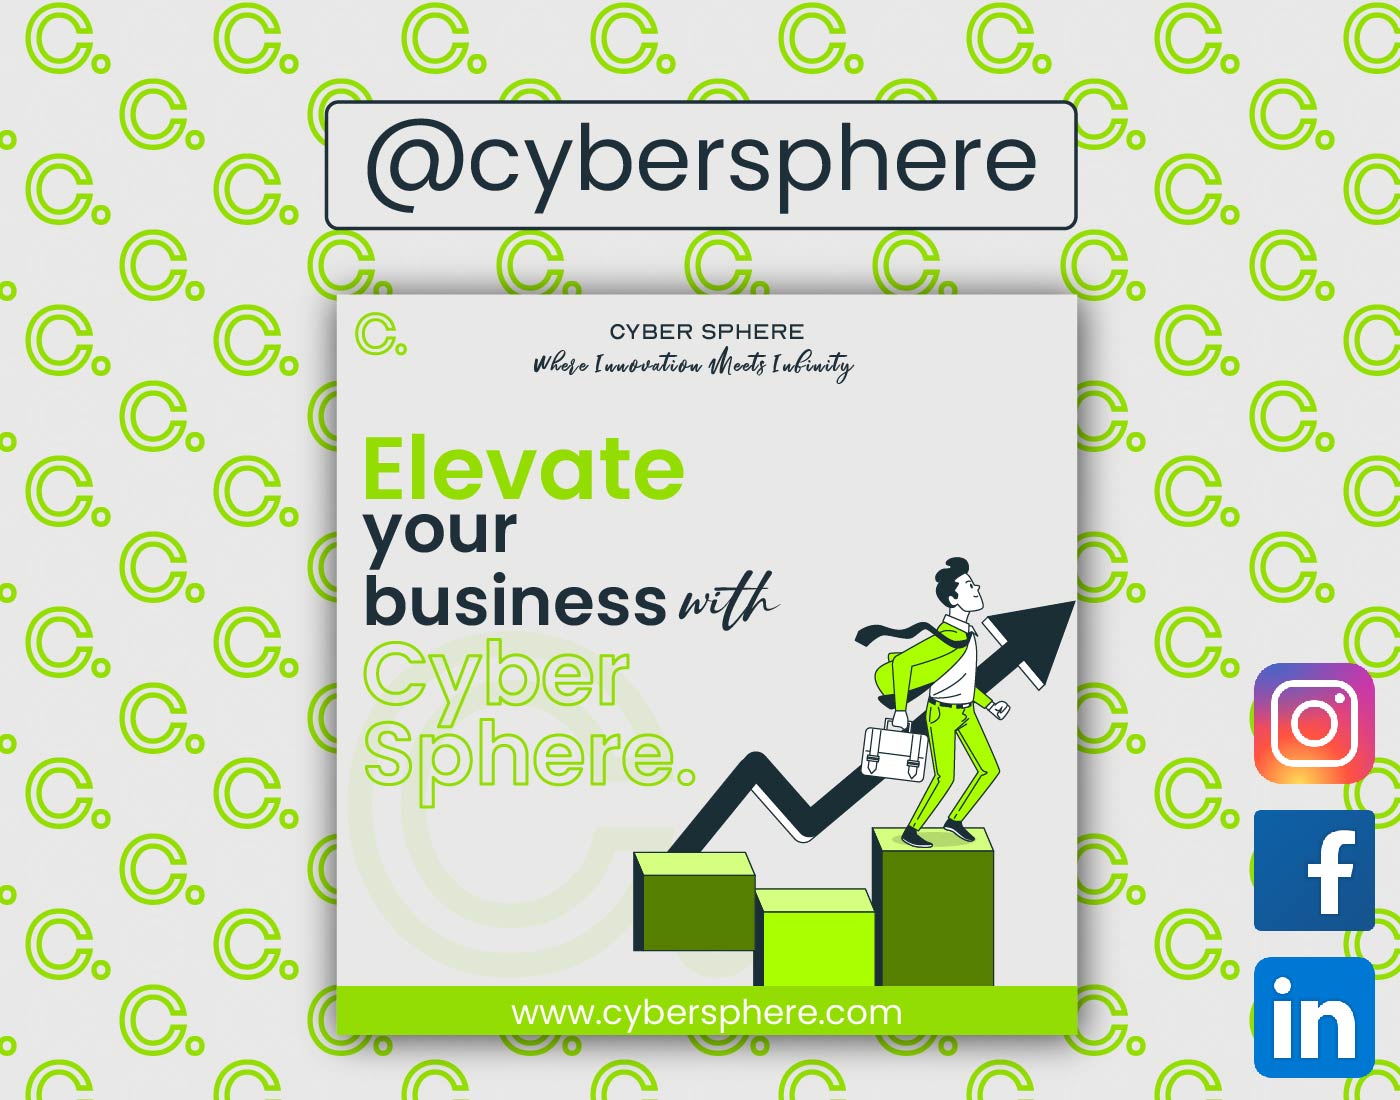 @cybersphere
C.
CYBER SPHERE
Where Innovation Meets Infinity
Elevate
your
business with
Cyber
Sphere.
www.cybersphere.com
f
in